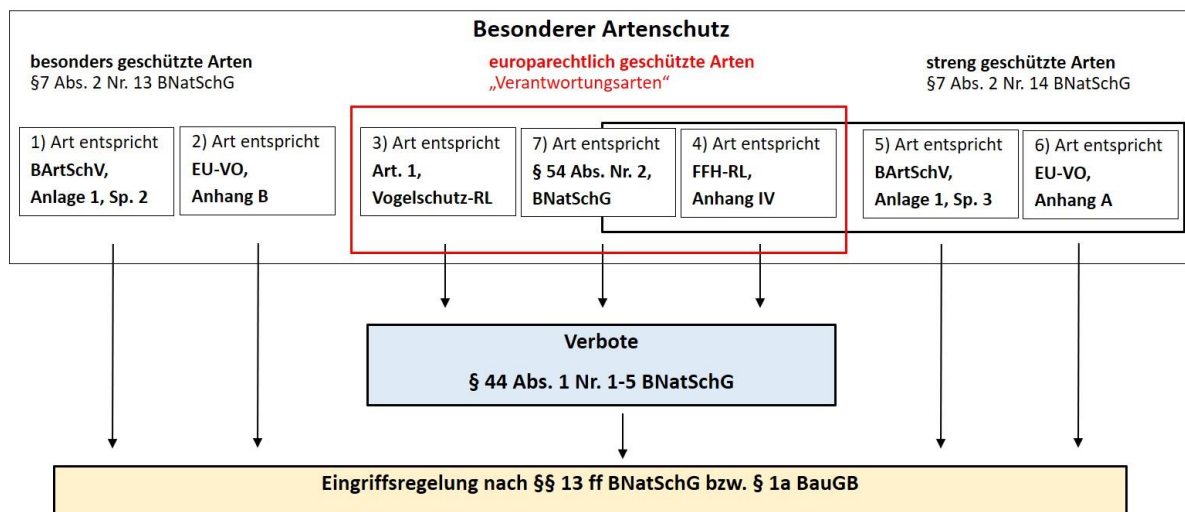 Besonderer Artenschutz
besonders geschützte Arten
§7 Abs. 2 Nr. 13 BNatSchG
europarechtlich geschützte Arten
„Verantwortungsarten“
streng geschützte Arten
§7 Abs. 2 Nr. 14 BNatSchG
1) Art entspricht
BArtSchV,
Anlage 1, Sp. 2
2) Art entspricht
EU-VO,
Anhang B
3) Art entspricht
Art. 1,
Vogelschutz-RL
7) Art entspricht
§ 54 Abs. Nr. 2,
BNatSchG
4) Art entspricht
FFH-RL,
Anhang IV
5) Art entspricht
BArtSchV,
Anlage 1, Sp. 3
6) Art entspricht
EU-VO,
Anhang A
Verbote
§ 44 Abs. 1 Nr. 1-5 BNatSchG
Eingriffsregelung nach §§ 13 ff BNatSchG bzw. § 1a BauGB